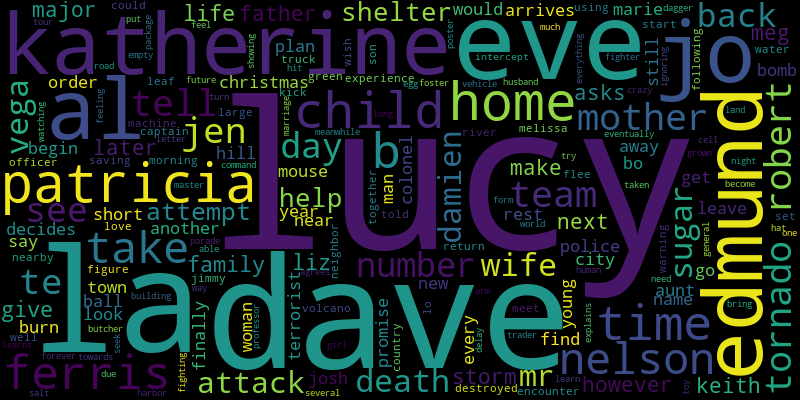 major life father shelter would arrives marie could tour
katherine eve jo back meg
al tell child home mother team
vega begin later jen day b damien make
patricia see short attempt help number wife city
lucy
ladave
edmund
tornado robert
take te family liz sugar time nelson
ferris attack death mr however keith
give burn look town ball another decides say nearby
christmas plan truck hit experience wish son green egg foster
order leaf future turn kick large machine letter
captain morning saving officer hill mouse
year near man rest colonel told together neighbor
river melissa bo away still asks bomb water following
intercept showing poster vehicle husband everything ignoring crazy fighter dagger
police next new return world form try flee taken
young find every storm destroyed encounter trader
terrorist promise country volcano josh several
woman professor finally jimmy figure love parade able way
building butcher fighting seek towards forever due salt harbor
name aunt go get leave warning night become cell grown
general human need bring set hat one
meet explains learn delay girl agrees
meanwhile marriage long feeling watching
package put empty road feel using start much
command master land well